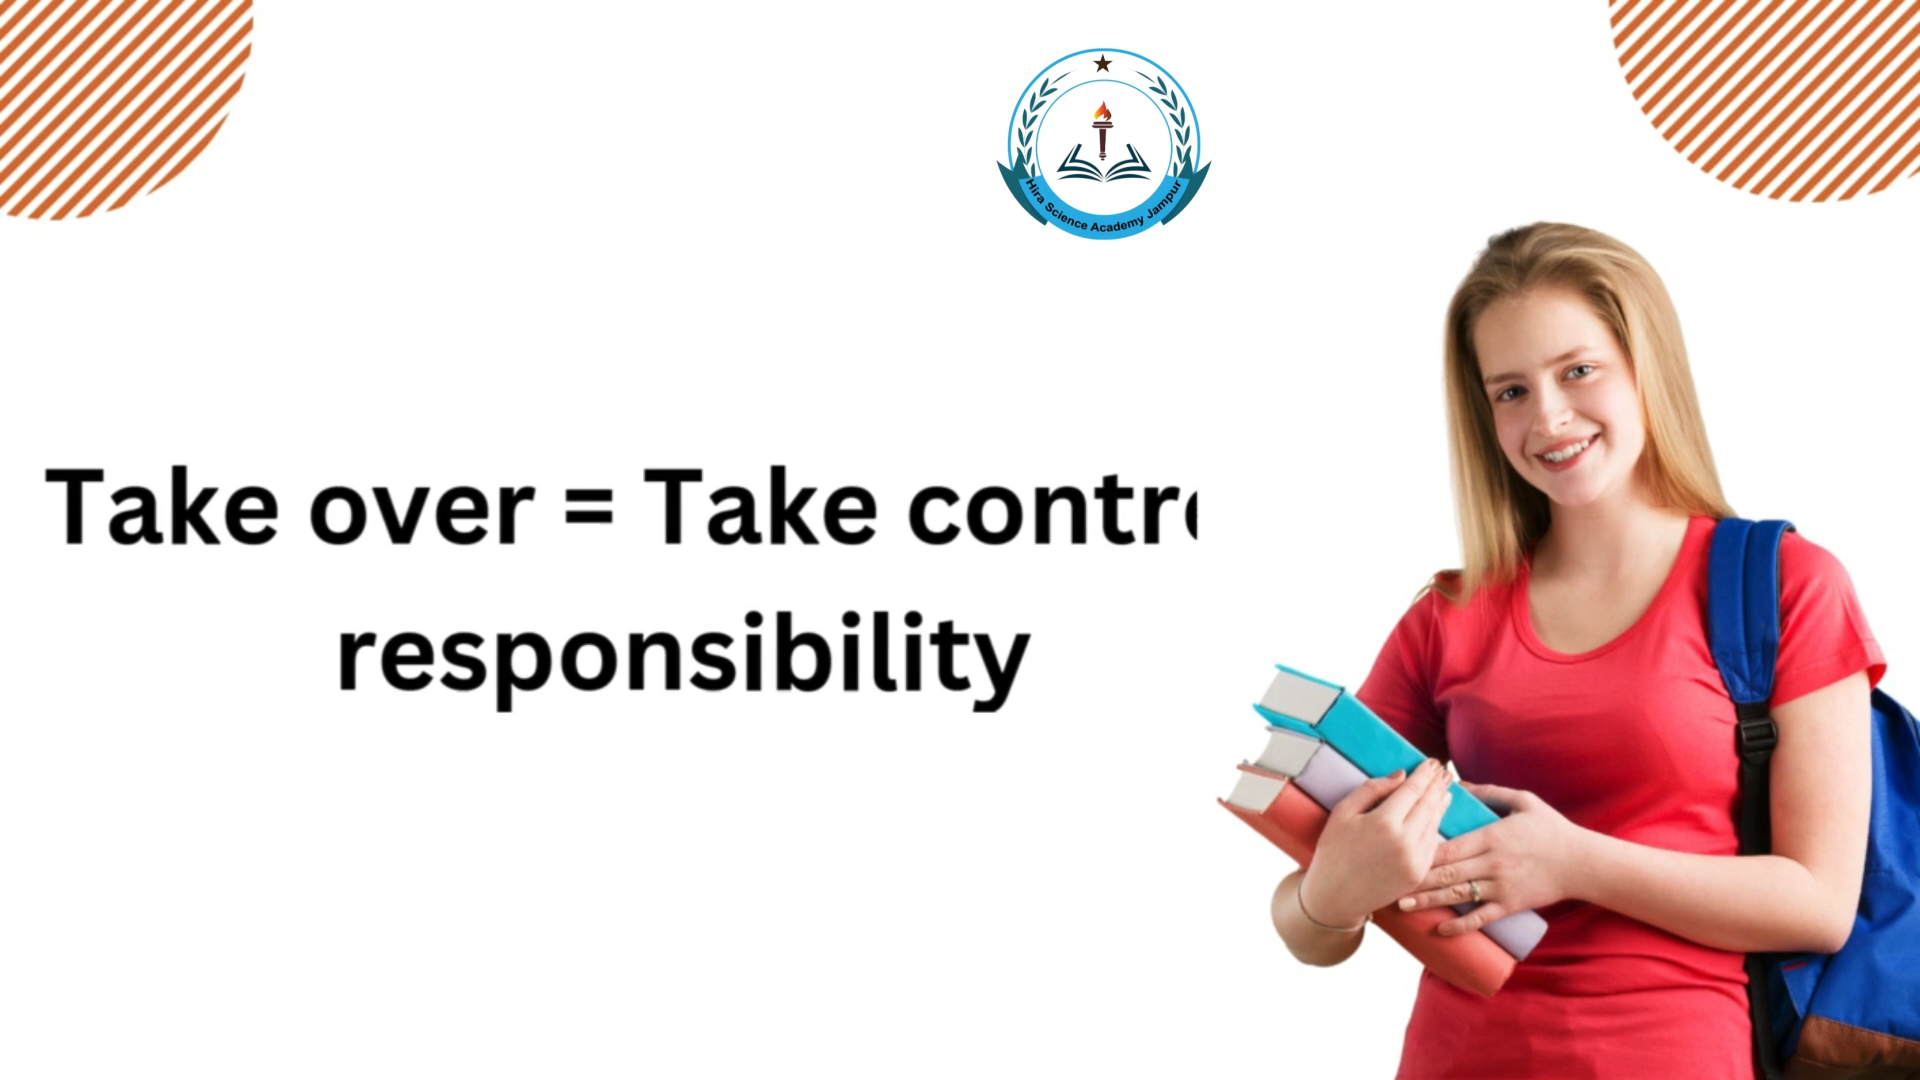 Hira Science Academy Jampur
Take over = Take contr
responsibility